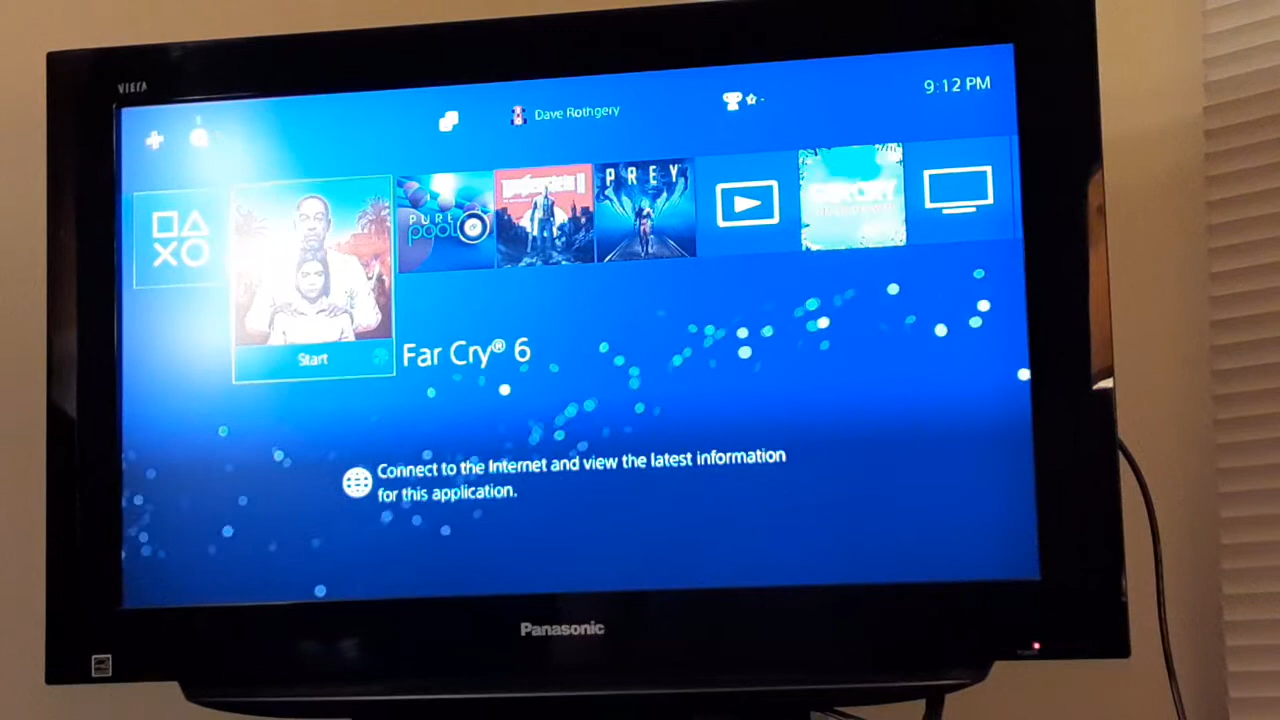 VIERA
9:12 PM
Dave Rothgery
PURE
pool
Wolfenstein II
PREY
FARCRY
Start
Far Cry® 6
Connect to the Internet and view the latest information
for this application.
Panasonic